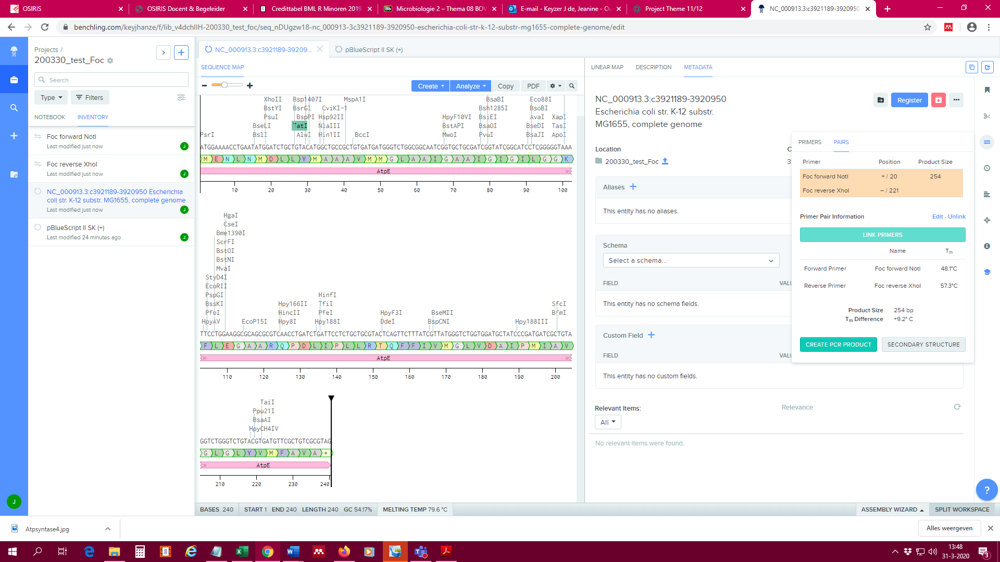 OSIRIS
OSIRIS Docent & Begeleider
Credittabel BML R Minoren 2019
Microbiologie 2 – Thema 08 BOV
E-mail - Keyzer J de, Jeanine - Ou
Project Theme 11/12
NC_000913.3:c3921189-3920950
benchling.com/keyjhanze/f/lib_v4dchIlH-200330_test_foc/seq_nDUgzw18-nc_000913-3c3921189-3920950-escherichia-coli-str-k-12-substr-mg1655-complete-genome/edit
Projects /
200330_test_Foc
Search
Type
Filters
NOTEBOOK
INVENTORY
Foc forward NotI
Last modified just now
J
Foc reverse XhoI
Last modified just now
J
NC_000913.3:c3921189-3920950 Escherichia
coli str. K-12 substr. MG1655, complete genome
Last modified just now
J
pBlueScript II SK (+)
Last modified 24 minutes ago
J
J
NC_000913.3:c3921189-39209...
pBlueScript II SK (+)
SEQUENCE MAP
Create
Analyze
Copy
PDF
XhoII Bsp1407I MspA1I BsaBI Eco88I
BstYI BsrGI CviKI-1 Bsh1285I BsoBI
PsuI BspPI Hsp92II HpyF10VI BsiEI AvaI XapI
BseLI TatI NlaIII BstAPI BsaOI BseDI TasI
PsrI BslI AlwI Hin1II BccI MwoI PvuI BsaJI ApoI
ATGGAAAACCTGAATATGGATCTGCTGTACATGGCTGCCGCTGTGATGATGGGTCTGGCGGCAATCGGTGCTGCGATCGGTATCGGCATCCTCGGGGGTAAA
M E N L N M D L L Y M A A A V M M G L A A I G A A I G I G I L G G K
AtpE
10 20 30 40 50 60 70 80 90 100
HgaI
CseI
Bme1390I
ScrFI
BstOI
BstNI
MvaI
StyD4I
EcoRII
PspGI HinfI
BssKI Hpy166II TfiI SfcI
PfoI HincII PfeI HpyF3I BseMII BfmI
HpyAV EcoP15I Hpy8I Hpy188I DdeI BspCNI Hpy188III
TTCCTGGAAGGCGCAGCGCGTCAACCTGATCTGATTCCTCTGCTGCGTACTCAGTTCTTTATCGTTATGGGTCTGGTGGATGCTATCCCGATGATCGCTGTA
F L E G A A R Q P D L I P L L R T Q F F I V M G L V D A I P M I A V
AtpE
110 120 130 140 150 160 170 180 190 200
TaiI
Ppu21I
BsaAI
HpyCH4IV
GGTCTGGGTCTGTACGTGATGTTCGCTGTCGCGTAG
G L G L Y V M F A V A *
AtpE
210 220 230 240
BASES 240 START 1 END 240 LENGTH 240 GC 54.17% MELTING TEMP 79.6 °C
LINEAR MAP
DESCRIPTION
METADATA
NC_000913.3:c3921189-3920950
Escherichia coli str. K-12 substr.
MG1655, complete genome
Register
Location
200330_test_Foc
Aliases
This entity has no aliases.
Schema
Select a schema...
FIELD VALU
This entity has no schema fields.
Custom Field
FIELD VALU
This entity has no custom fields.
Relevant Items:
Relevance
All
No relevant items were found.
PRIMERS PAIRS
Primer Position Product Size
Foc forward NotI + / 20 254
Foc reverse XhoI – / 221
Primer Pair Information Edit · Unlink
LINK PRIMERS
Name Tm
Forward Primer Foc forward NotI 48.1°C
Reverse Primer Foc reverse XhoI 57.3°C
Product Size 254 bp
Tm Difference +9.2° C
CREATE PCR PRODUCT
SECONDARY STRUCTURE
?
ASSEMBLY WIZARD
SPLIT WORKSPACE
Atpsyntase4.jpg
Alles weergeven
13:48
31-3-2020
3